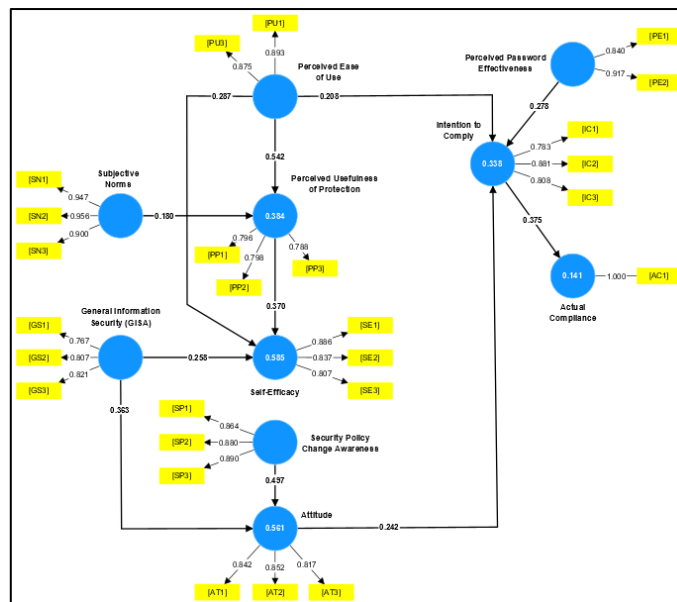 [PU1]
[PU3]
0.893
0.875
Perceived Ease
of Use
0.287
0.208
Perceived Password
Effectiveness
[PE1]
0.840
0.917
[PE2]
0.278
Intention to
Comply
0.338
[IC1]
0.783
[IC2]
0.881
[IC3]
0.808
0.542
Subjective
Norms
[SN1]
0.947
[SN2]
0.956
[SN3]
0.900
0.180
Perceived Usefulness
of Protection
0.384
0.796
[PP1]
0.798
[PP2]
0.788
[PP3]
0.375
0.141
1.000
[AC1]
Actual
Compliance
0.370
General Information
Security (GISA)
[GS1]
0.767
[GS2]
0.807
[GS3]
0.821
0.258
0.585
[SE1]
0.886
[SE2]
0.837
[SE3]
0.807
Self-Efficacy
0.363
[SP1]
0.864
[SP2]
0.880
[SP3]
0.890
Security Policy
Change Awareness
0.497
Attitude
0.561
0.242
0.842
0.852
0.817
[AT1]
[AT2]
[AT3]